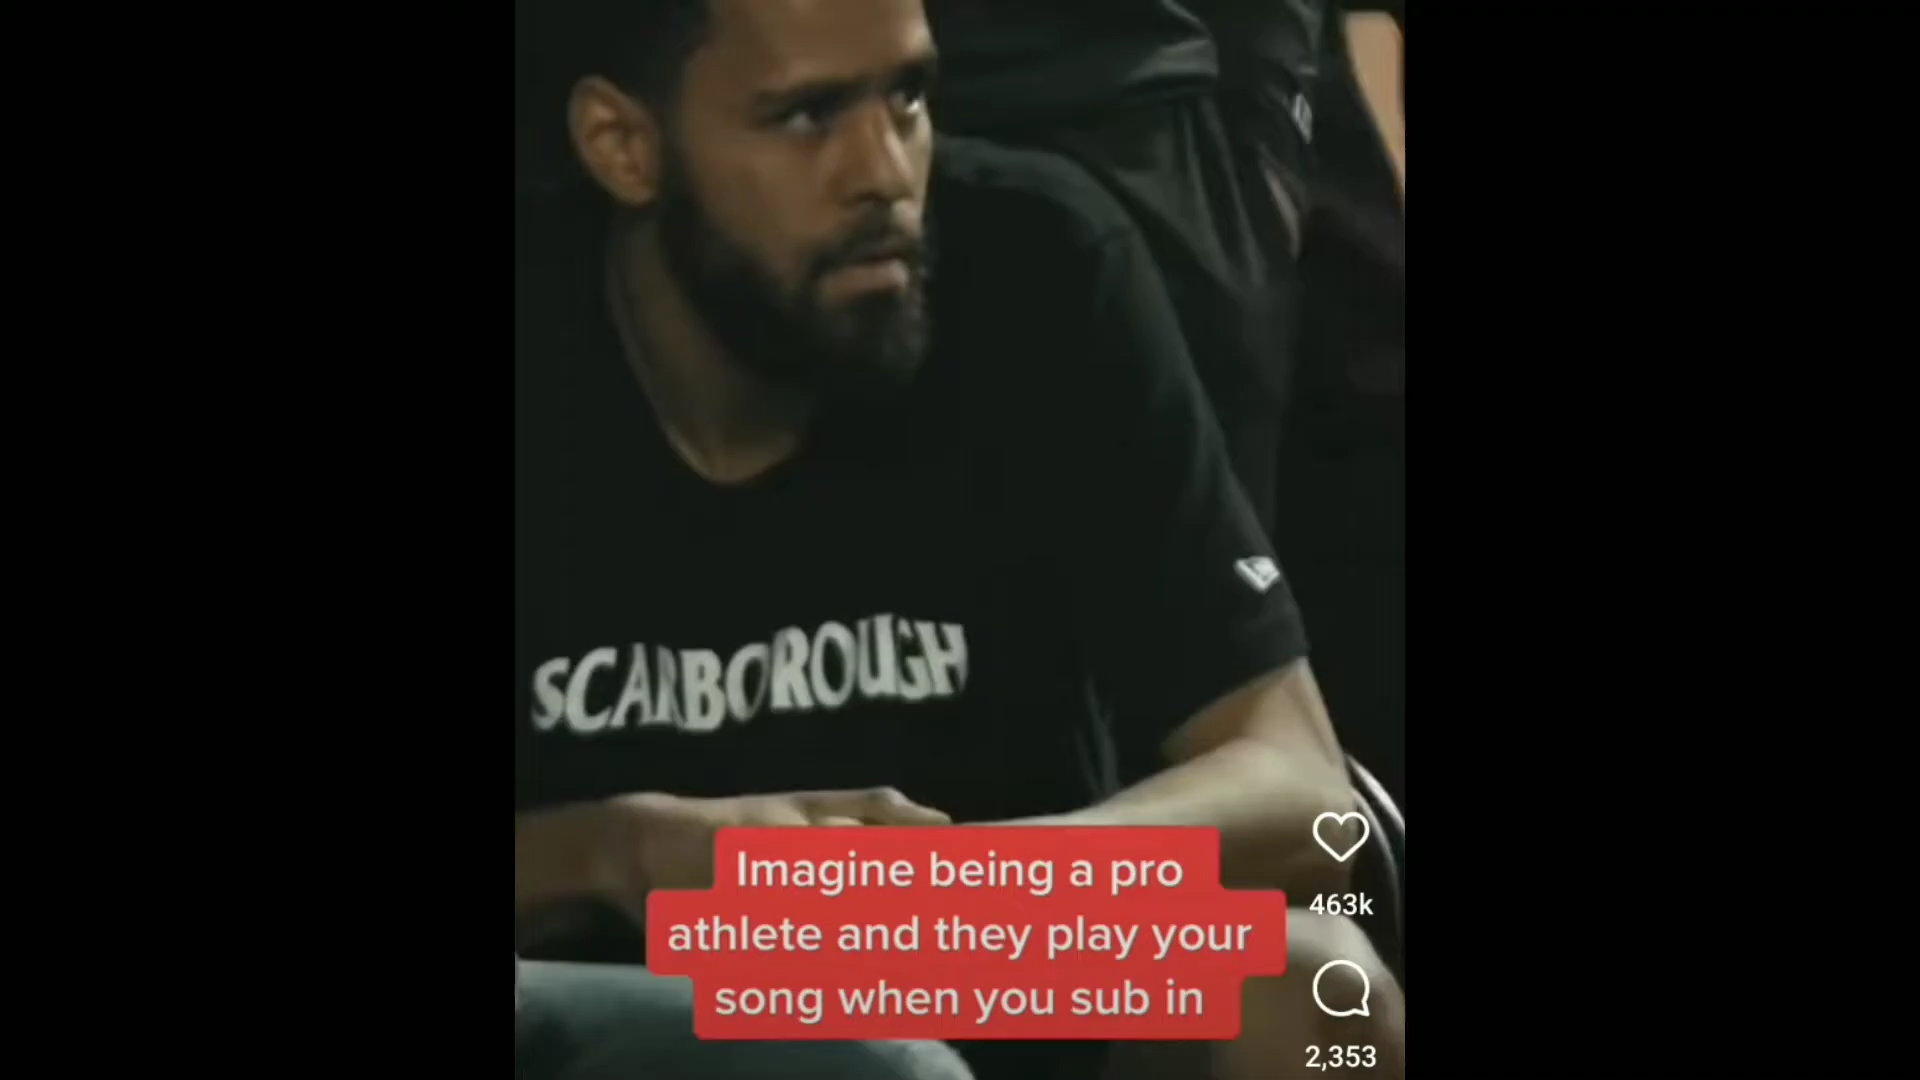 SCARBOROUGH
Imagine being a pro
athlete and they play your
song when you sub in
463k
2,353